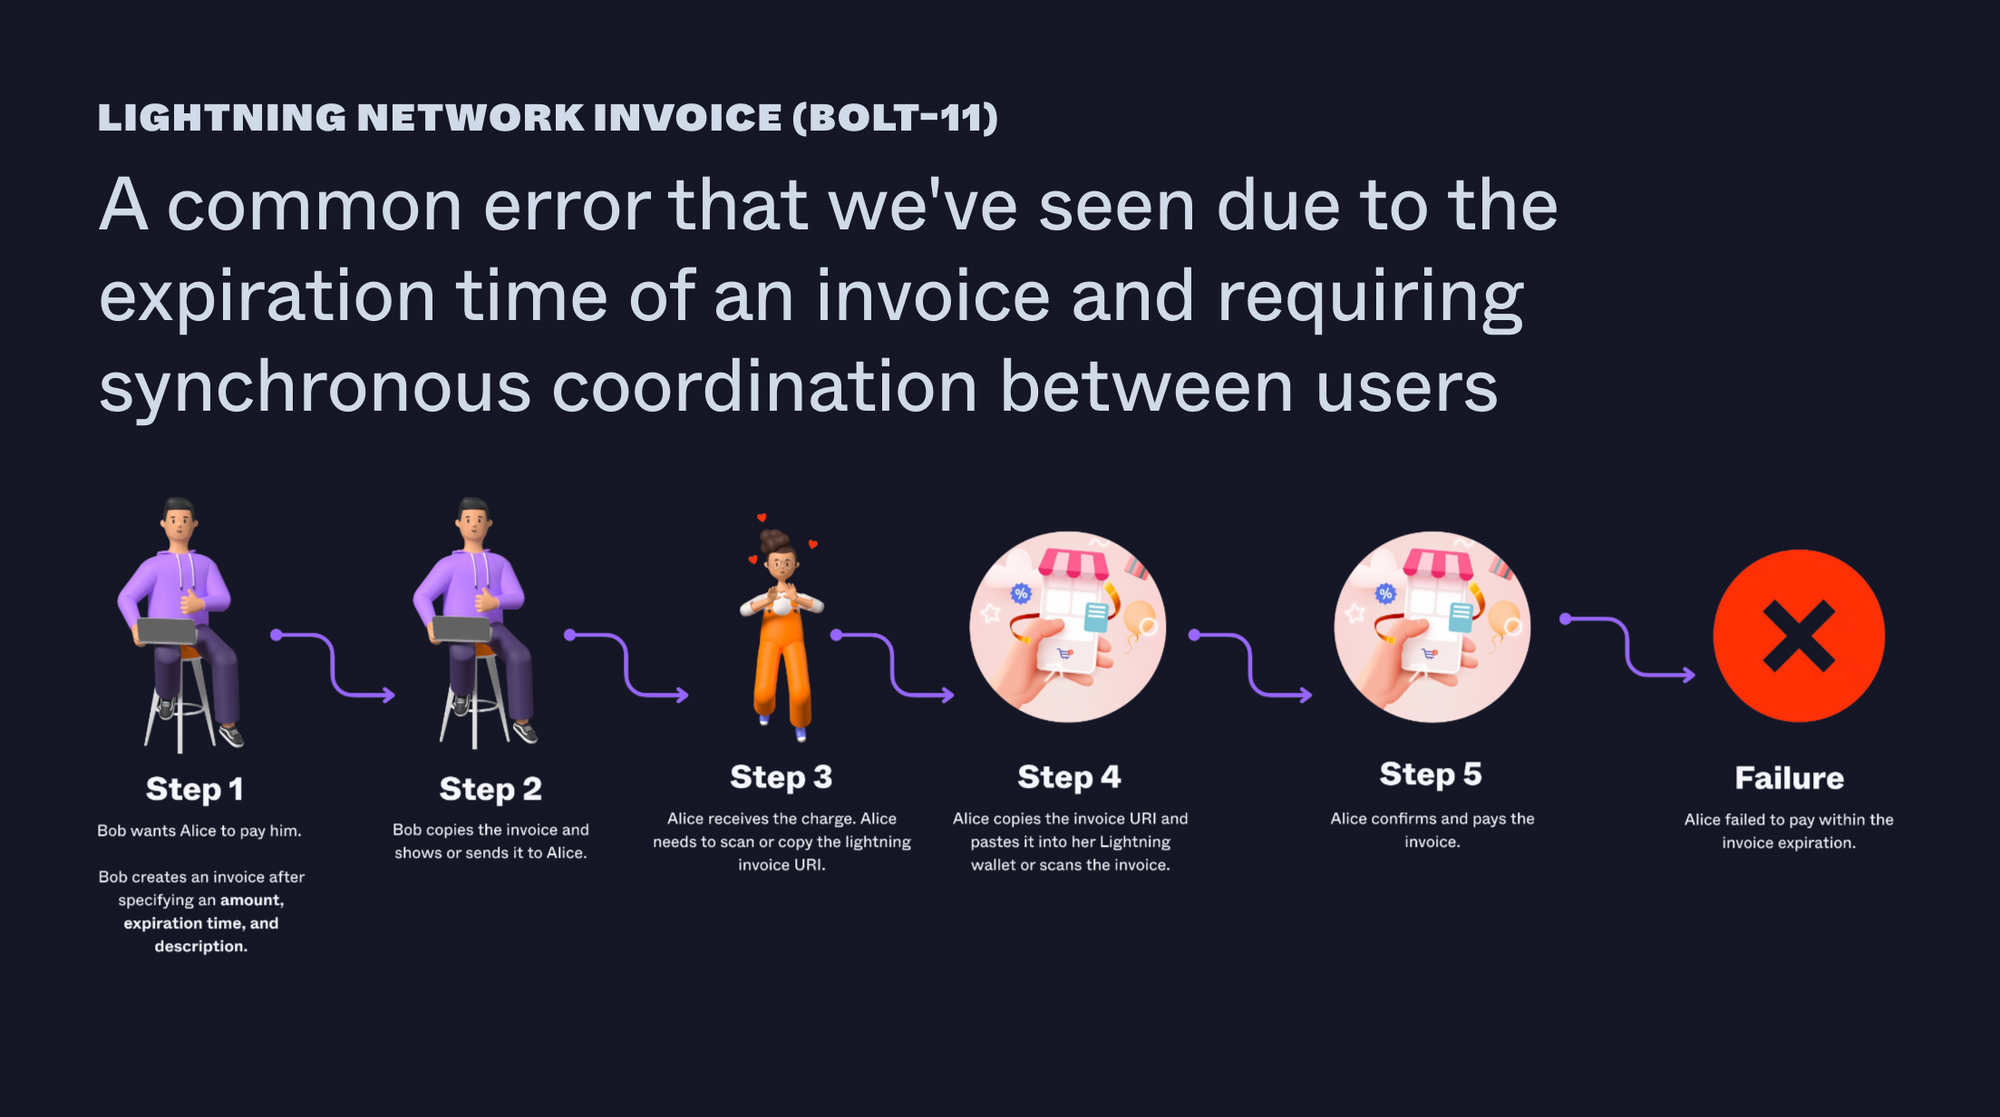 LIGHTNING NETWORK INVOICE (BOLT-11)
A common error that we've seen due to the
expiration time of an invoice and requiring
synchronous coordination between users
Step 1
Bob wants Alice to pay him.
Bob creates an invoice after
specifying an amount,
expiration time, and
description.
Step 2
Bob copies the invoice and
shows or sends it to Alice.
Step 3
Alice receives the charge. Alice
needs to scan or copy the lightning
invoice URI.
%
Step 4
Alice copies the invoice URI and
pastes it into her Lightning
wallet or scans the invoice.
%
Step 5
Alice confirms and pays the
invoice.
Failure
Alice failed to pay within the
invoice expiration.